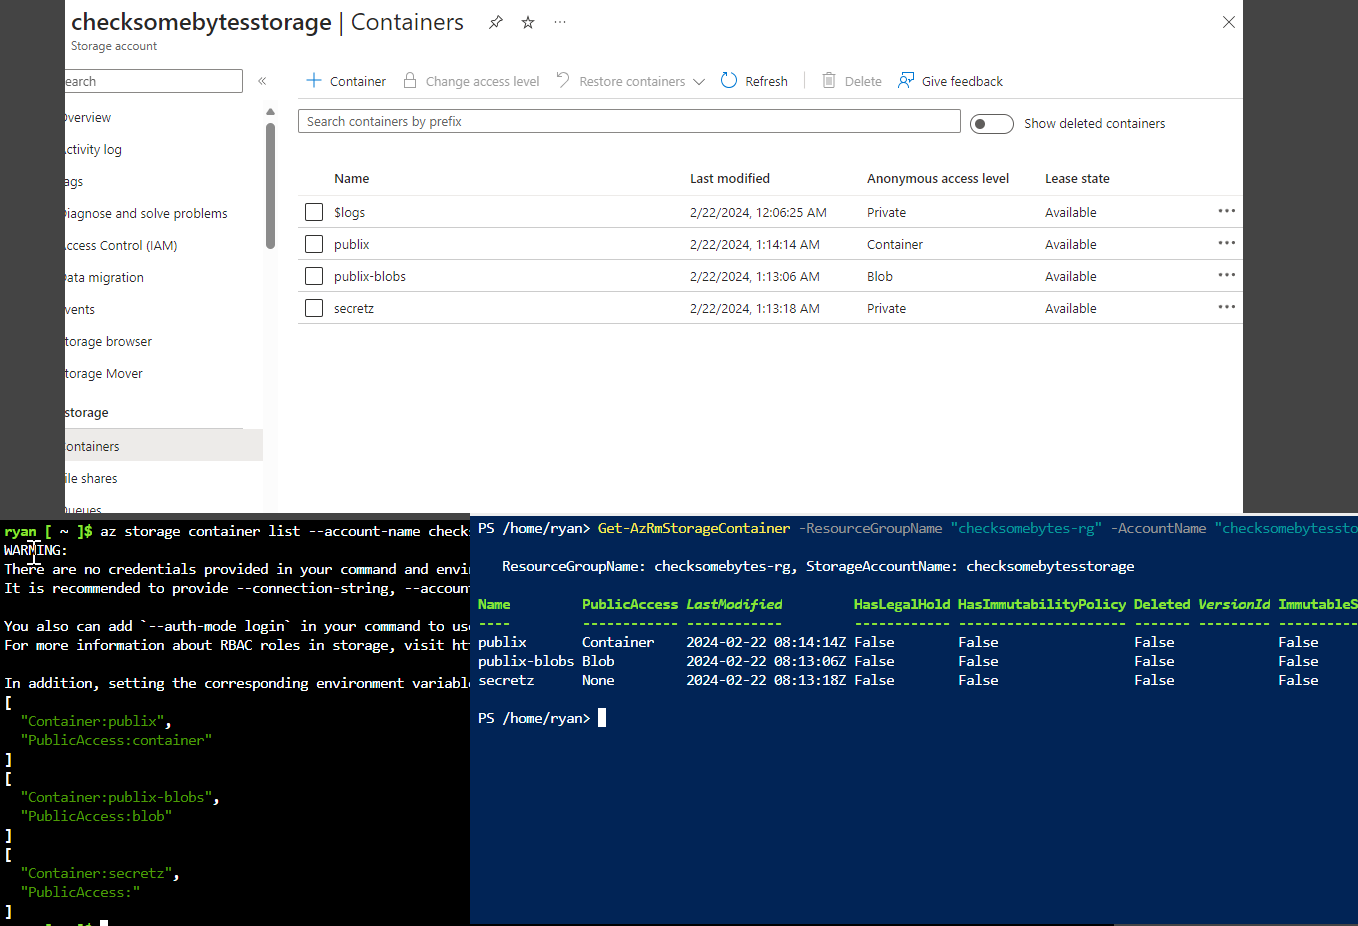 checksomebytesstorage | Containers ...
Storage account
earch «
+ Container Change access level Restore containers Refresh Delete Give feedback
Search containers by prefix Show deleted containers
verview
ctivity log
ags
iagnose and solve problems
ccess Control (IAM)
ata migration
vents
torage browser
torage Mover
storage
ontainers
ile shares
ueues
Name Last modified Anonymous access level Lease state
$logs 2/22/2024, 12:06:25 AM Private Available ...
publix 2/22/2024, 1:14:14 AM Container Available ...
publix-blobs 2/22/2024, 1:13:06 AM Blob Available ...
secretz 2/22/2024, 1:13:18 AM Private Available ...
ryan [ ~ ]$ az storage container list --account-name checks
WARNING:
There are no credentials provided in your command and envi
It is recommended to provide --connection-string, --accoun
You also can add `--auth-mode login` in your command to use
For more information about RBAC roles in storage, visit ht
In addition, setting the corresponding environment variabl
[
"Container:publix",
"PublicAccess:container"
]
[
"Container:publix-blobs",
"PublicAccess:blob"
]
[
"Container:secretz",
"PublicAccess:"
]
PS /home/ryan> Get-AzRmStorageContainer -ResourceGroupName "checksomebytes-rg" -AccountName "checksomebytessto
ResourceGroupName: checksomebytes-rg, StorageAccountName: checksomebytesstorage
Name PublicAccess LastModified HasLegalHold HasImmutabilityPolicy Deleted VersionId ImmutableS
---- ------------ ------------ ------------ --------------------- ------- --------- ----------
publix Container 2024-02-22 08:14:14Z False False False False
publix-blobs Blob 2024-02-22 08:13:06Z False False False False
secretz None 2024-02-22 08:13:18Z False False False False
PS /home/ryan>